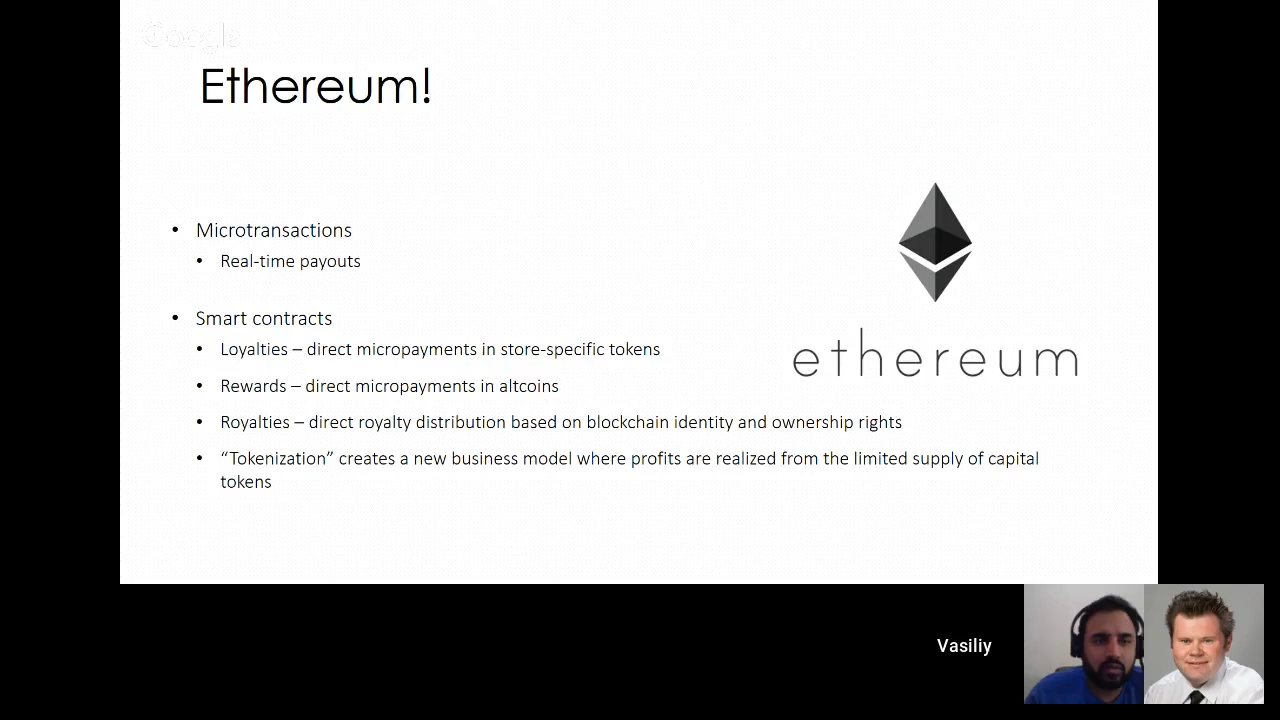 Google
Ethereum!
• Microtransactions
• Real-time payouts
• Smart contracts
• Loyalties – direct micropayments in store-specific tokens
• Rewards – direct micropayments in altcoins
• Royalties – direct royalty distribution based on blockchain identity and ownership rights
• “Tokenization” creates a new business model where profits are realized from the limited supply of capital
tokens
ethereum
Vasiliy